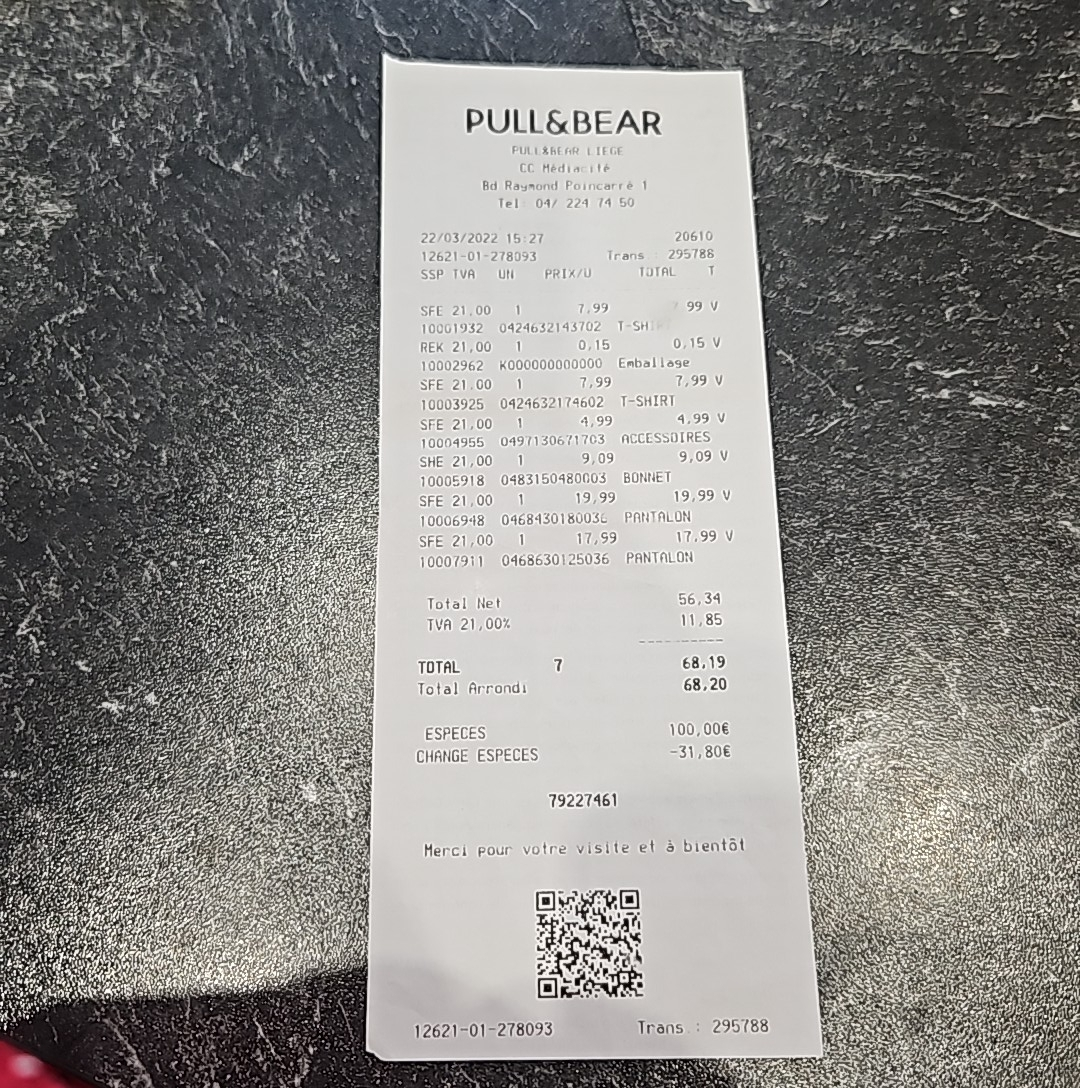 PULL&BEAR
PULL&BEAR LIEGE
CC Médiacité
Bd Raymond Poincarré 1
Tel: 04/ 224 74 50
22/03/2022 15:27 20610
12621-01-278093 Trans.: 295788
SSP TVA UN PRIX/U TOTAL T
SFE 21,00 1 7,99 7,99 V
10001932 0424632143702 T-SHIRT
REK 21,00 1 0,15 0,15 V
10002962 K000000000000 Emballage
SFE 21,00 1 7,99 7,99 V
10003925 0424632174602 T-SHIRT
SFE 21,00 1 4,99 4,99 V
10004955 0497130671703 ACCESSOIRES
SHE 21,00 1 9,09 9,09 V
10005918 0483150480003 BONNET
SFE 21,00 1 19,99 19,99 V
10006948 PANTALON
SFE 21,00 1 17,99 17,99 V
10007911 0468630125036 PANTALON
Total Net 56,34
TVA 21,00% 11,85
TOTAL 7 68,19
Total Arrondi 68,20
ESPECES 100,00€
CHANGE ESPECES -31,80€
79227461
Merci pour votre visite et à bientôt
12621-01-278093 Trans.: 295788